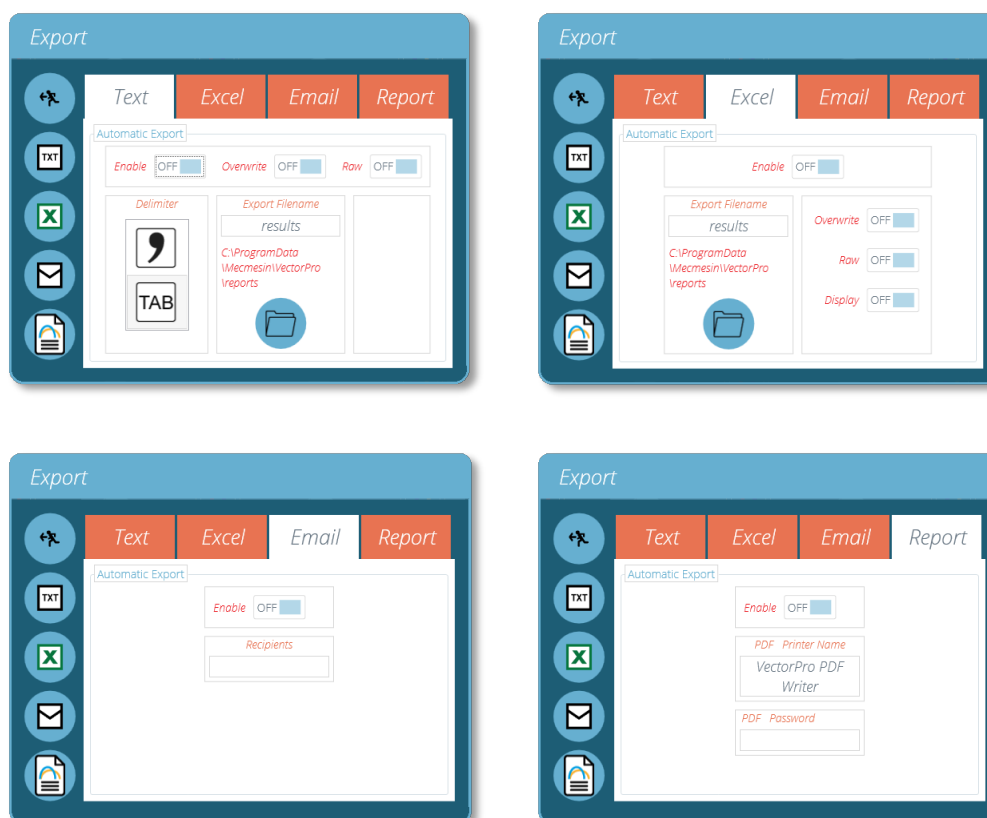 Export
Text Excel Email Report
TXT
Automatic Export
Enable OFF Overwrite OFF Raw OFF
Delimiter
,
TAB
Export Filename
results
C:\ProgramData
\Mecmesin\VectorPro
\reports
X
Export
Text Excel Email Report
TXT
Automatic Export
Enable OFF
Export Filename
results
C:\ProgramData
\Mecmesin\VectorPro
\reports
Overwrite OFF
Raw OFF
Display OFF
X
Export
Text Excel Email Report
TXT
Automatic Export
Enable OFF
Recipients
X
Export
Text Excel Email Report
TXT
Automatic Export
Enable OFF
PDF Printer Name
VectorPro PDF
Writer
PDF Password
X